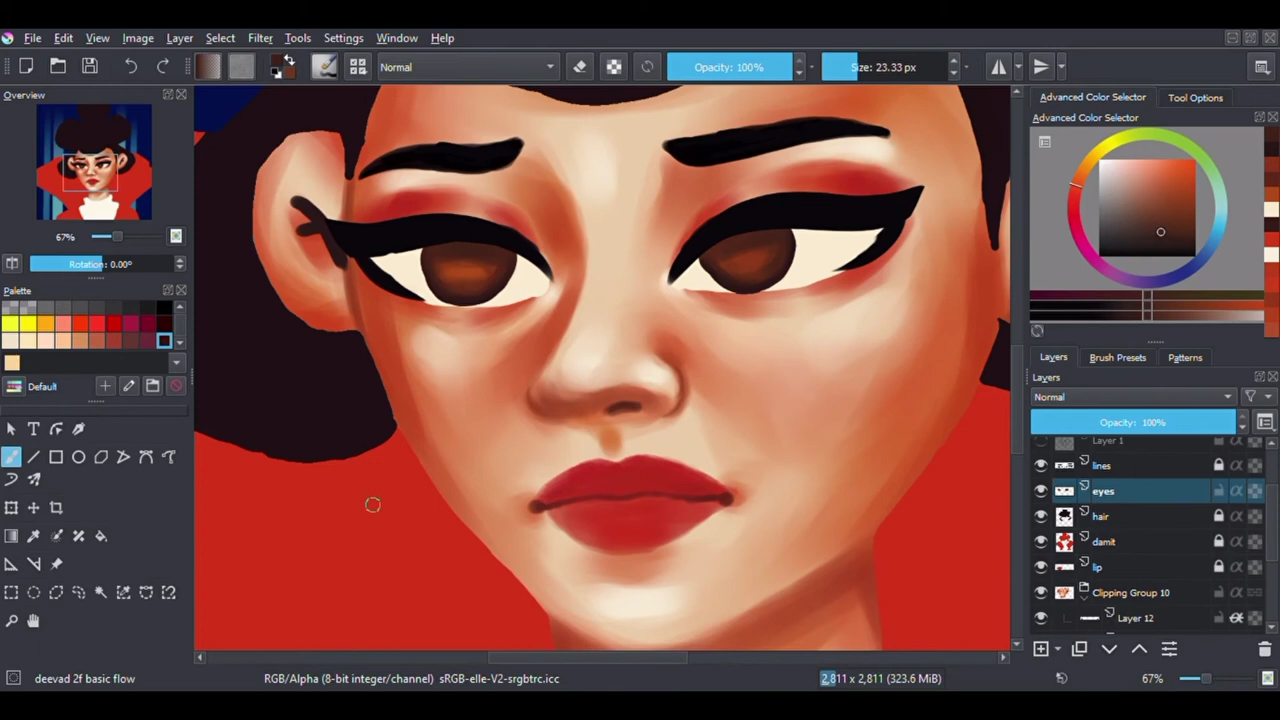 File Edit View Image Layer Select Filter Tools Settings Window Help
Normal Opacity: 100% Size: 23.33 px
Overview
67%
Rotation: 0.00°
Palette
Default
Advanced Color Selector Tool Options
Advanced Color Selector
Layers Brush Presets Patterns
Layers
Normal
Opacity: 100%
Layer 1
lines
eyes
hair
damit
lip
Clipping Group 10
Layer 12
deevad 2f basic flow RGB/Alpha (8-bit integer/channel) sRGB-elle-V2-srgbtrc.icc 2,811 x 2,811 (323.6 MiB) 67%